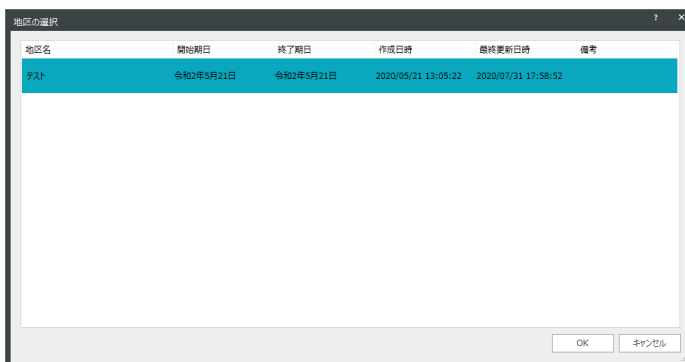 地区の選択 ? ×
地区名 開始期日 終了期日 作成日時 最終更新日時 備考
テスト 令和2年5月21日 令和2年5月21日 2020/05/21 13:05:22 2020/07/31 17:58:52
OK キャンセル